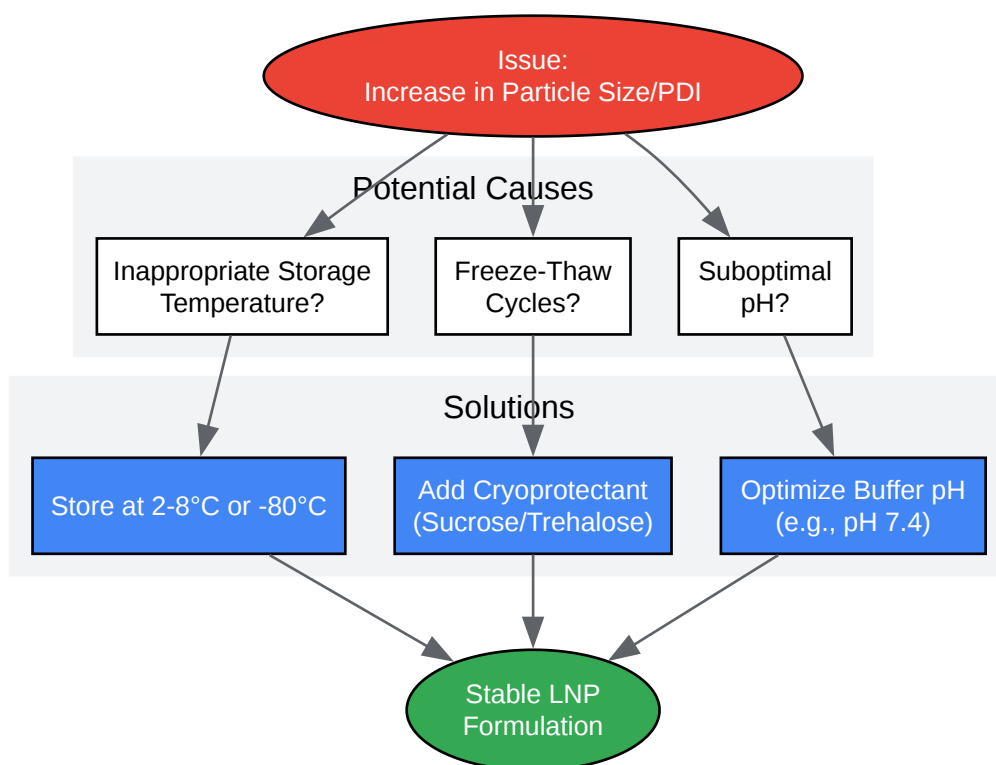 Issue:
Increase in Particle Size/PDI
Potential Causes
Inappropriate Storage
Temperature?
Freeze-Thaw
Cycles?
Suboptimal
pH?
Solutions
Store at 2-8°C or -80°C
Add Cryoprotectant
(Sucrose/Trehalose)
Optimize Buffer pH
(e.g., pH 7.4)
Stable LNP
Formulation